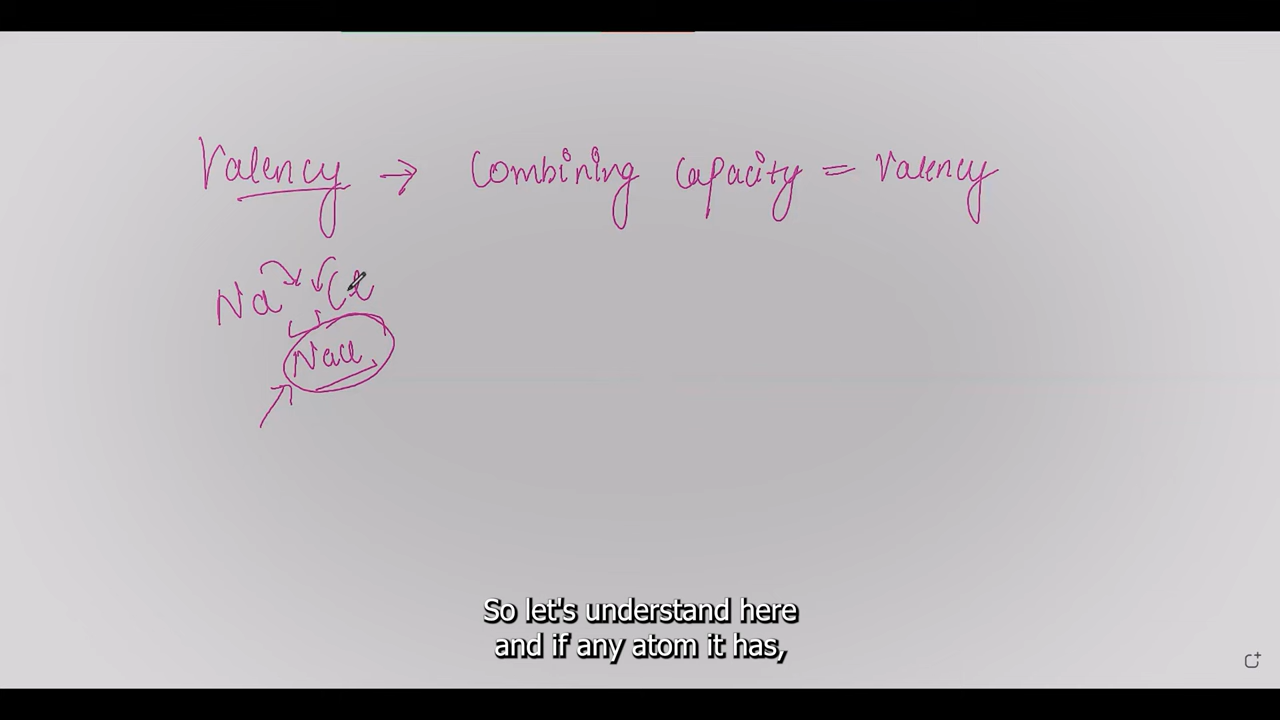 Valency → Combining Capacity = Valency
Na Cl
NaCl
So let's understand here
and if any atom it has,